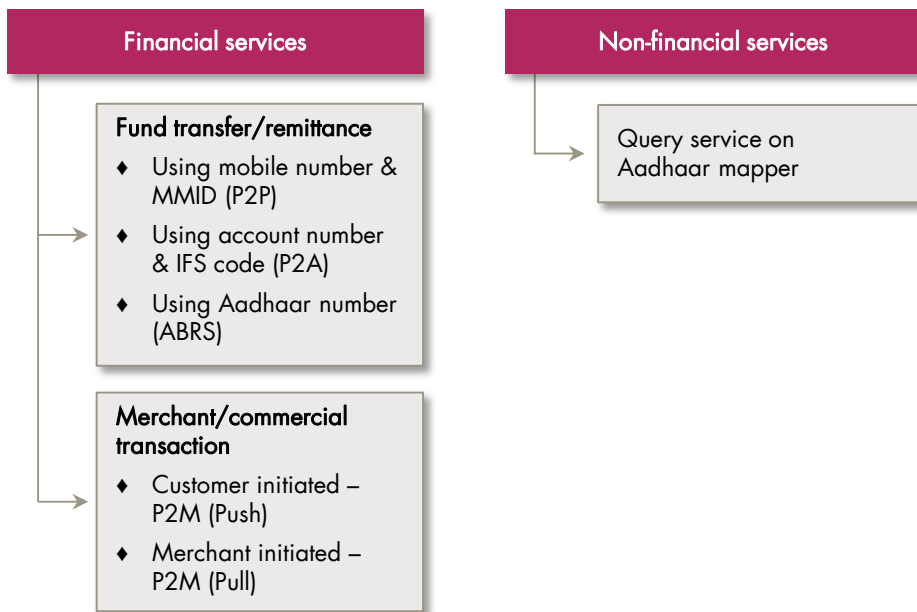 Financial services
Fund transfer/remittance
♦ Using mobile number &
MMID (P2P)
♦ Using account number
& IFS code (P2A)
♦ Using Aadhaar number
(ABRS)
Merchant/commercial
transaction
♦ Customer initiated –
P2M (Push)
♦ Merchant initiated –
P2M (Pull)
Non-financial services
Query service on
Aadhaar mapper